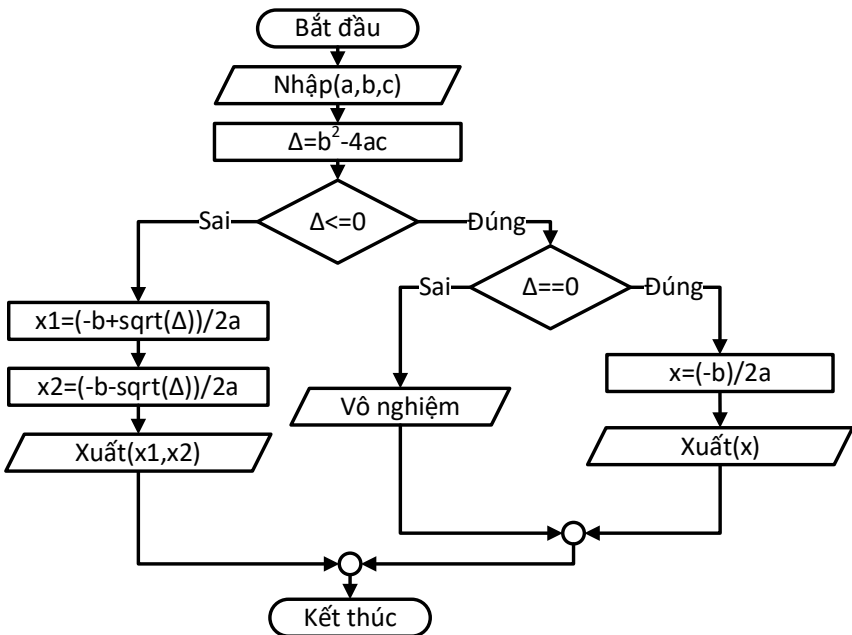 Bắt đầu
Nhập(a,b,c)
Δ=b²-4ac
Sai
Δ<=0
Đúng
Sai
Δ==0
Đúng
x1=(-b+sqrt(Δ))/2a
x2=(-b-sqrt(Δ))/2a
x=(-b)/2a
Vô nghiệm
Xuất(x1,x2)
Xuất(x)
Kết thúc